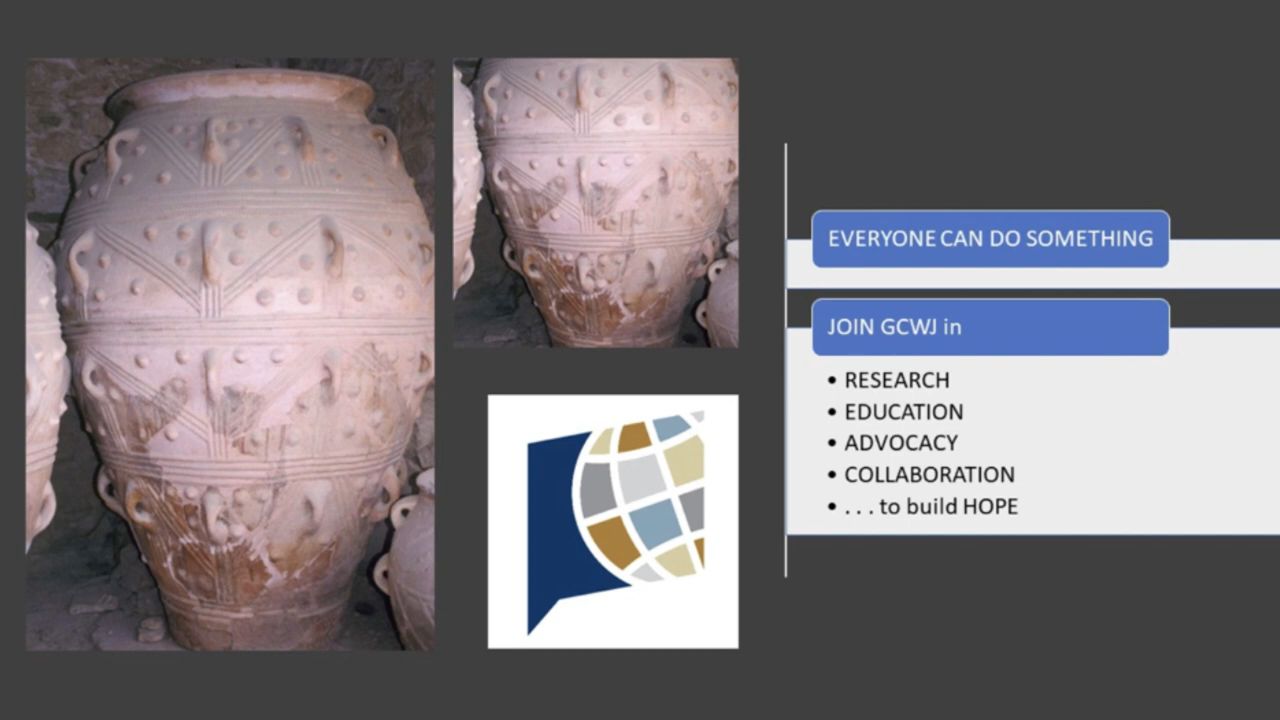 EVERYONE CAN DO SOMETHING
JOIN GCWJ in
• RESEARCH
• EDUCATION
• ADVOCACY
• COLLABORATION
• . . . to build HOPE